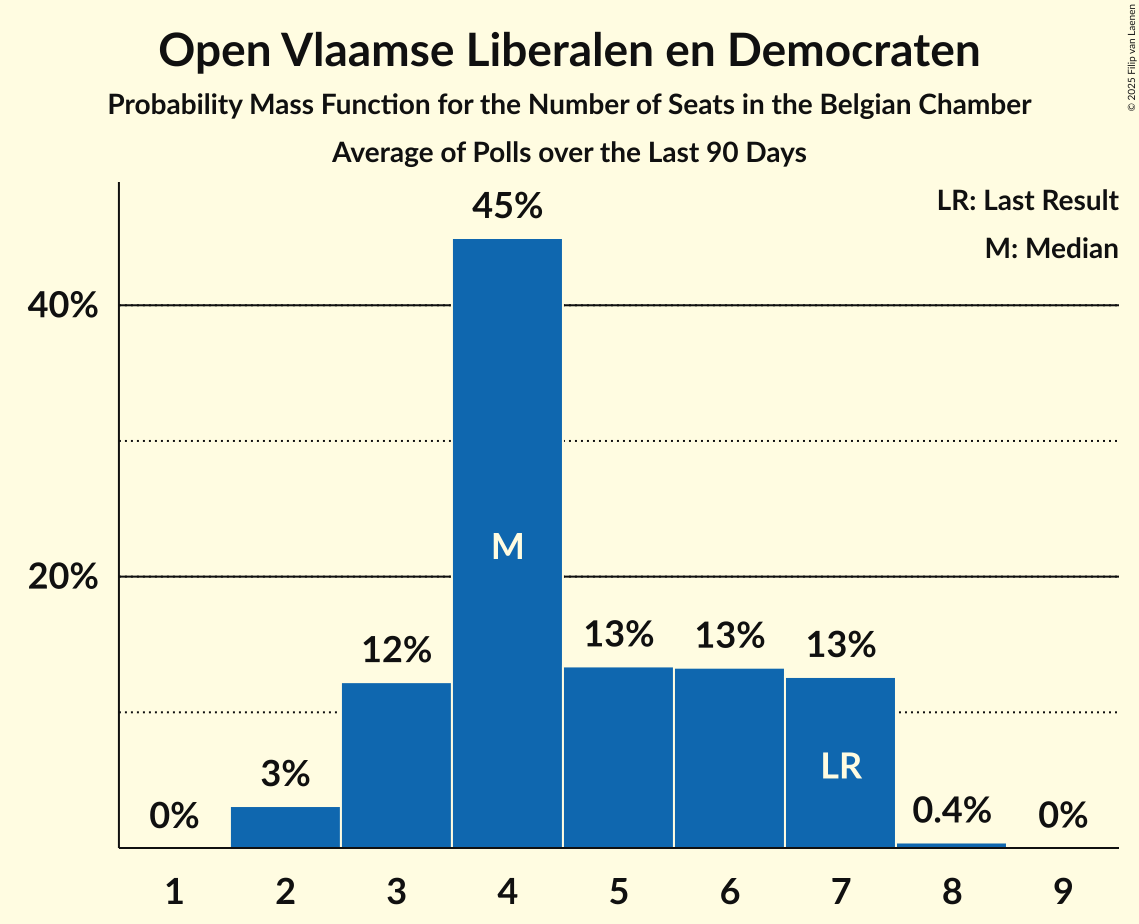 Open Vlaamse Liberalen en Democraten
Probability Mass Function for the Number of Seats in the Belgian Chamber
Average of Polls over the Last 90 Days
© 2025 Filip van Laenen
LR: Last Result
M: Median
45%
40%
M
20%
12%
13%
13%
13%
LR
3%
0%
0.4%
0%
1 2 3 4 5 6 7 8 9